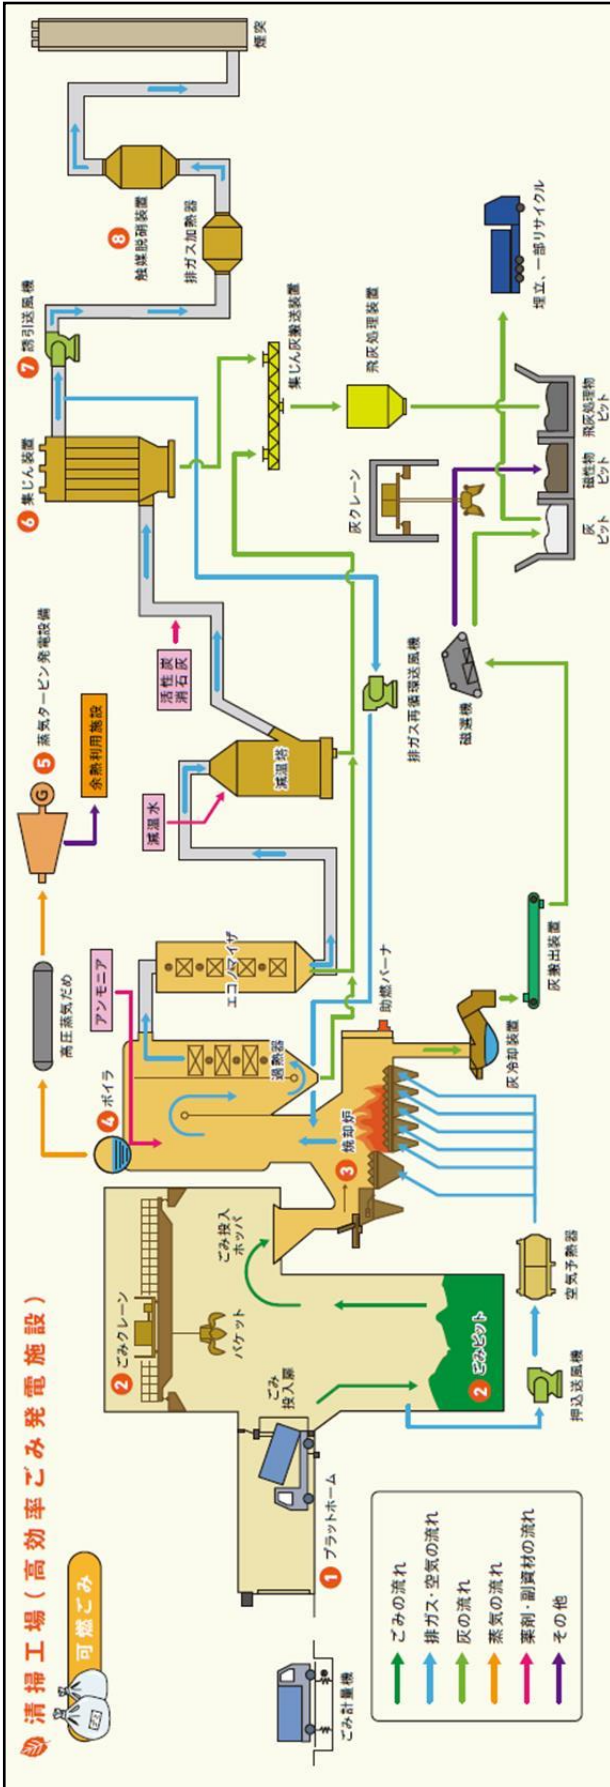 清掃工場(高効率ごみ発電施設)
可燃ごみ
ごみ計量機
1 プラットホーム
ごみ
投入扉
2 ごみクレーン
バケット
2 ごみピット
ごみ投入
ホッパ
押込送風機
空気予熱器
3 焼却炉
助燃バーナ
灰冷却装置
灰搬出装置
4 ボイラ
アンモニア
過熱器
エコノマイザ
高圧蒸気だめ
G
5 蒸気タービン発電設備
余熱利用施設
減温水
減温塔
活性炭
消石灰
6 集じん装置
7 誘引送風機
排ガス再循環送風機
磁選機
灰クレーン
集じん灰搬送装置
飛灰処理装置
灰
ピット
磁性物
ピット
飛灰処理物
ピット
埋立、一部リサイクル
排ガス加熱器
8
触媒脱硝装置
煙突
ごみの流れ
排ガス・空気の流れ
灰の流れ
蒸気の流れ
薬剤・副資材の流れ
その他